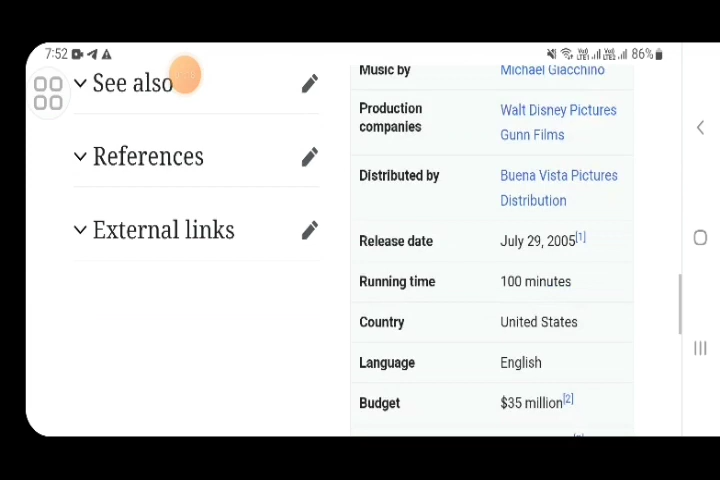 7:52
86%
See also
References
External links
Music by Michael Giacchino
Production companies Walt Disney Pictures
Gunn Films
Distributed by Buena Vista Pictures
Distribution
Release date July 29, 2005[1]
Running time 100 minutes
Country United States
Language English
Budget $35 million[2]